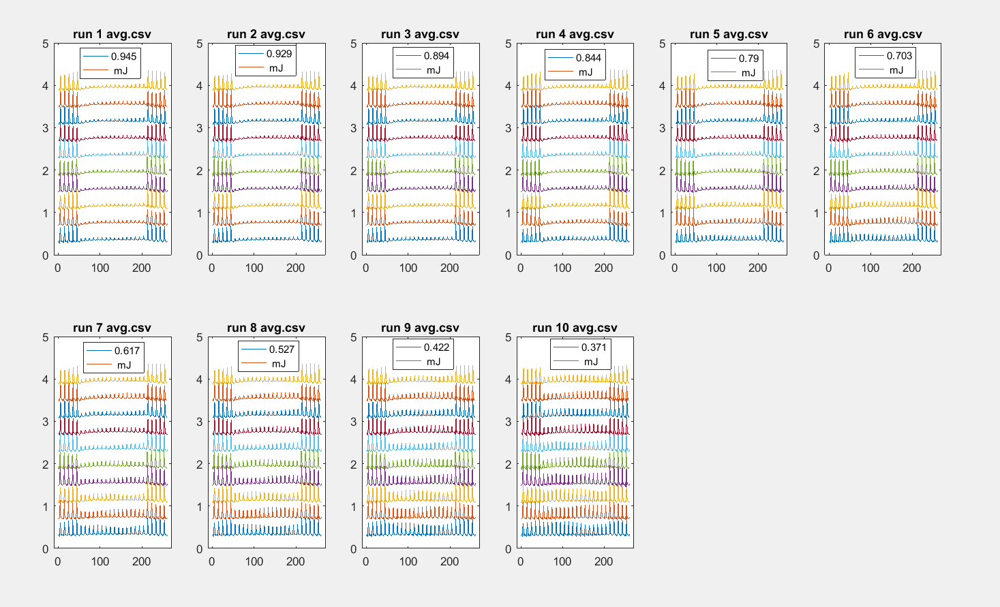 run 1 avg.csv
0.945
mJ
5
4
3
2
1
0
0 100 200
run 2 avg.csv
0.929
mJ
5
4
3
2
1
0
0 100 200
run 3 avg.csv
0.894
mJ
5
4
3
2
1
0
0 100 200
run 4 avg.csv
0.844
mJ
5
4
3
2
1
0
0 100 200
run 5 avg.csv
0.79
mJ
5
4
3
2
1
0
0 100 200
run 6 avg.csv
0.703
mJ
5
4
3
2
1
0
0 100 200
run 7 avg.csv
0.617
mJ
5
4
3
2
1
0
0 100 200
run 8 avg.csv
0.527
mJ
5
4
3
2
1
0
0 100 200
run 9 avg.csv
0.422
mJ
5
4
3
2
1
0
0 100 200
run 10 avg.csv
0.371
mJ
5
4
3
2
1
0
0 100 200